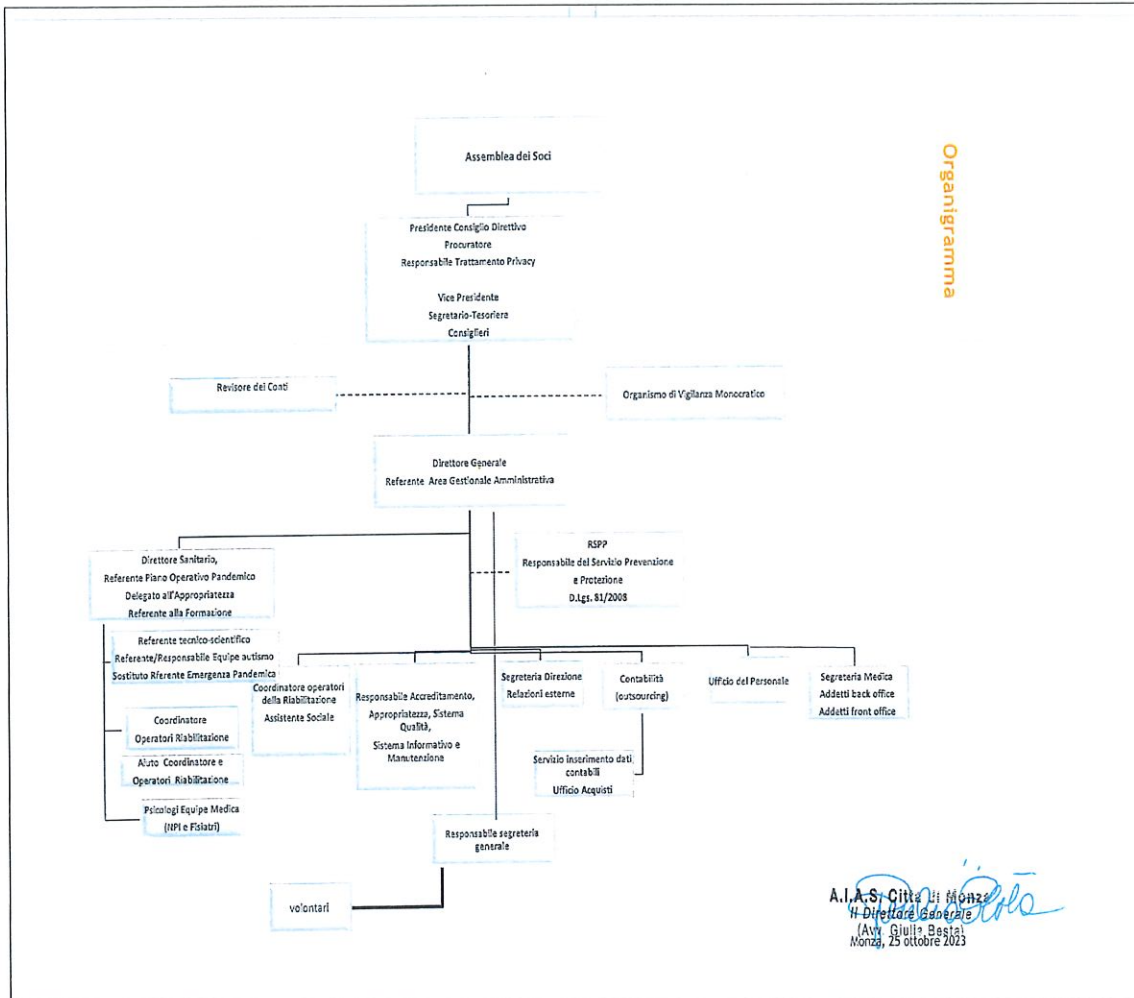 Organigramma
Assemblea dei Soci
Presidente Consiglio Direttivo
Procuratore
Responsabile Trattamento Privacy
Vice Presidente
Segretario-Tesoriere
Consiglieri
Revisore dei Conti
Organismo di Vigilanza Monocratico
Direttore Generale
Referente Area Gestionale Amministrativa
Direttore Sanitario,
Referente Piano Operativo Pandemico
Delegato all'Appropriatezza
Referente alla Formazione
RSPP
Responsabile del Servizio Prevenzione
e Protezione
D.Lgs. 81/2008
Referente tecnico-scientifico
Referente/Responsabile Equipe autismo
Sostituto Rferente Emergenza Pandemica
Coordinatore
Operatori Riabilitazione
Aiuto Coordinatore e
Operatori Riabilitazione
Psicologi Equipe Medica
(NPI e Fisiatri)
Coordinatore operatori
della Riabilitazione
Assistente Sociale
Responsabile Accreditamento,
Appropriatezza, Sistema
Qualità,
Sistema Informativo e
Manutenzione
Segreteria Direzione
Relazioni esterne
Contabilità
(outsourcing)
Ufficio del Personale
Segreteria Medica
Addetti back office
Addetti front office
Servizio inserimento dati
contabili
Ufficio Acquisti
Responsabile segreteria
generale
volontari
A.I.A.S. Città di Monza
Il Direttore Generale
(Avv. Giulia Besta)
Monza, 25 ottobre 2023